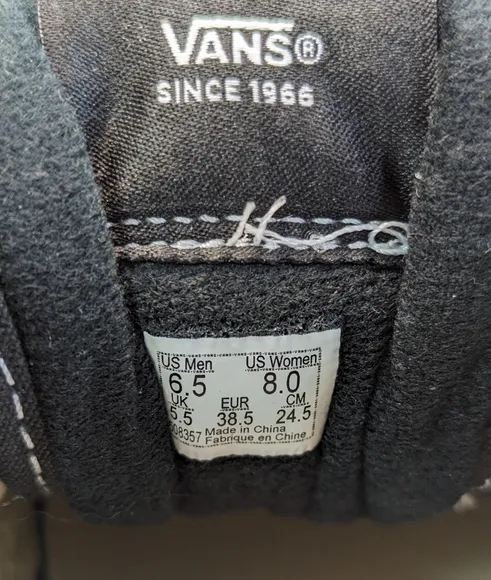 VANS®
SINCE 1966
US Men US Women
6.5 8.0
UK EUR CM
5.5 38.5 24.5
Made in China
Fabrique en Chine